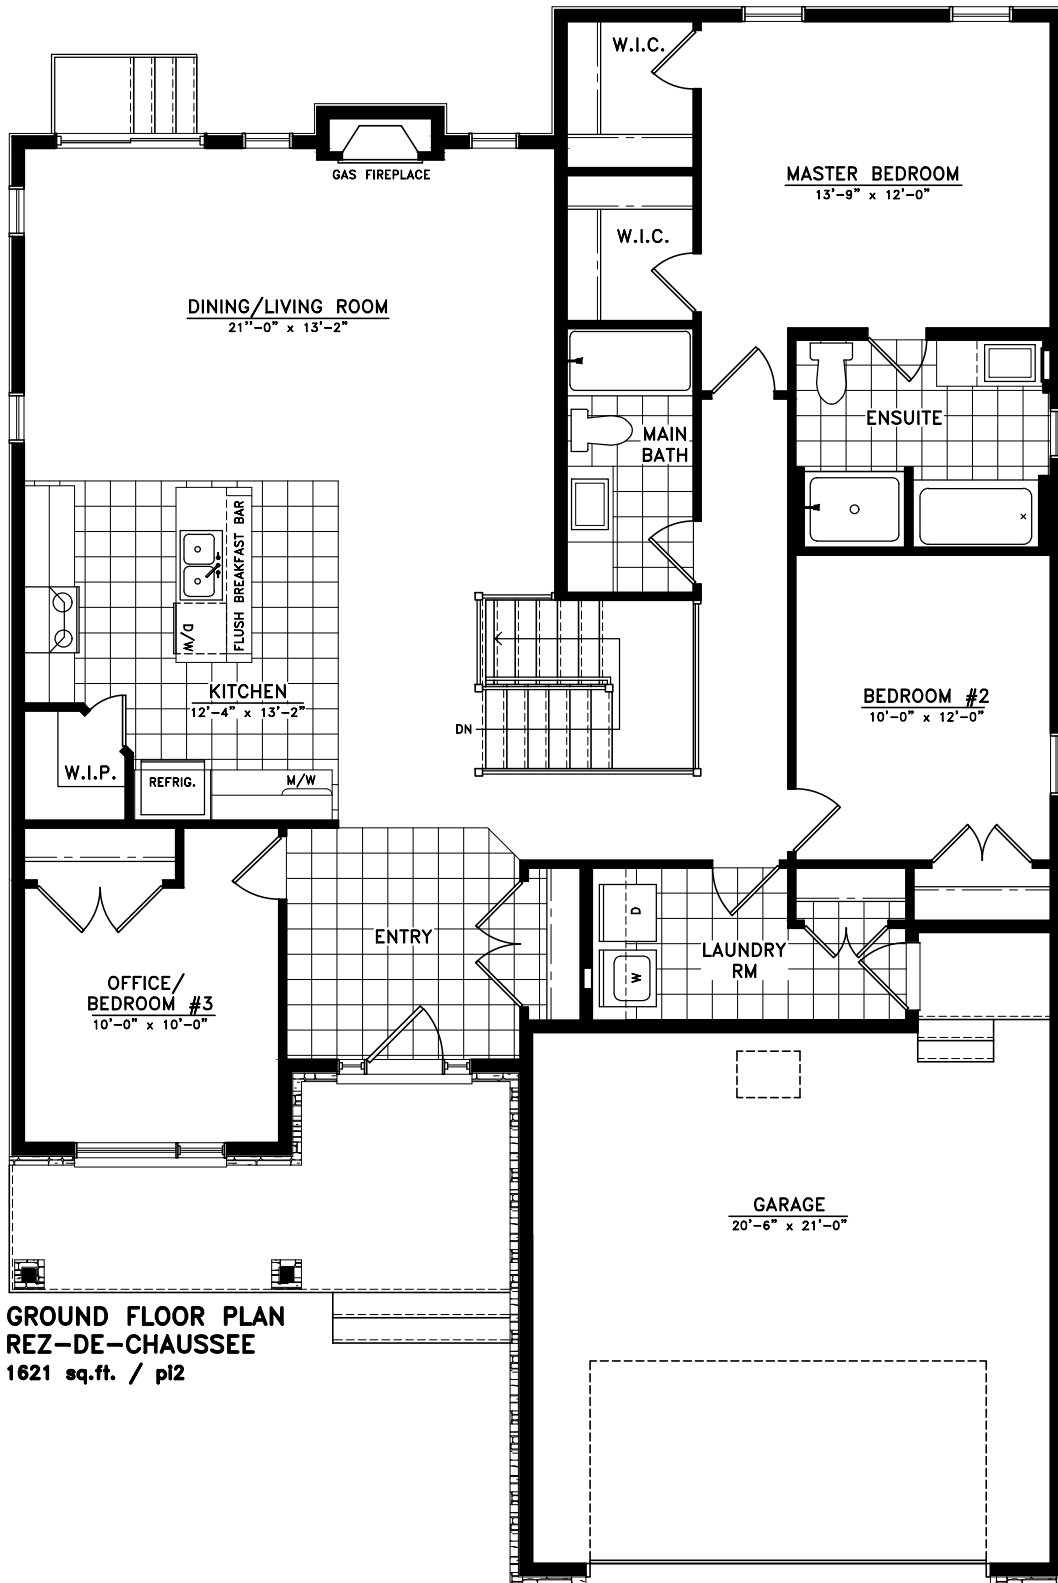 W.I.C.
MASTER BEDROOM
13'-9" x 12'-0"
GAS FIREPLACE
W.I.C.
DINING/LIVING ROOM
21''-0" x 13'-2"
ENSUITE
MAIN
BATH
FLUSH BREAKFAST BAR
D/W
KITCHEN
12'-4" x 13'-2"
BEDROOM #2
10'-0" x 12'-0"
DN
W.I.P.
REFRIG.
M/W
D
ENTRY
LAUNDRY
RM
W
OFFICE/
BEDROOM #3
10'-0" x 10'-0"
GARAGE
20'-6" x 21'-0"
GROUND FLOOR PLAN
REZ-DE-CHAUSSEE
1621 sq.ft. / pi2